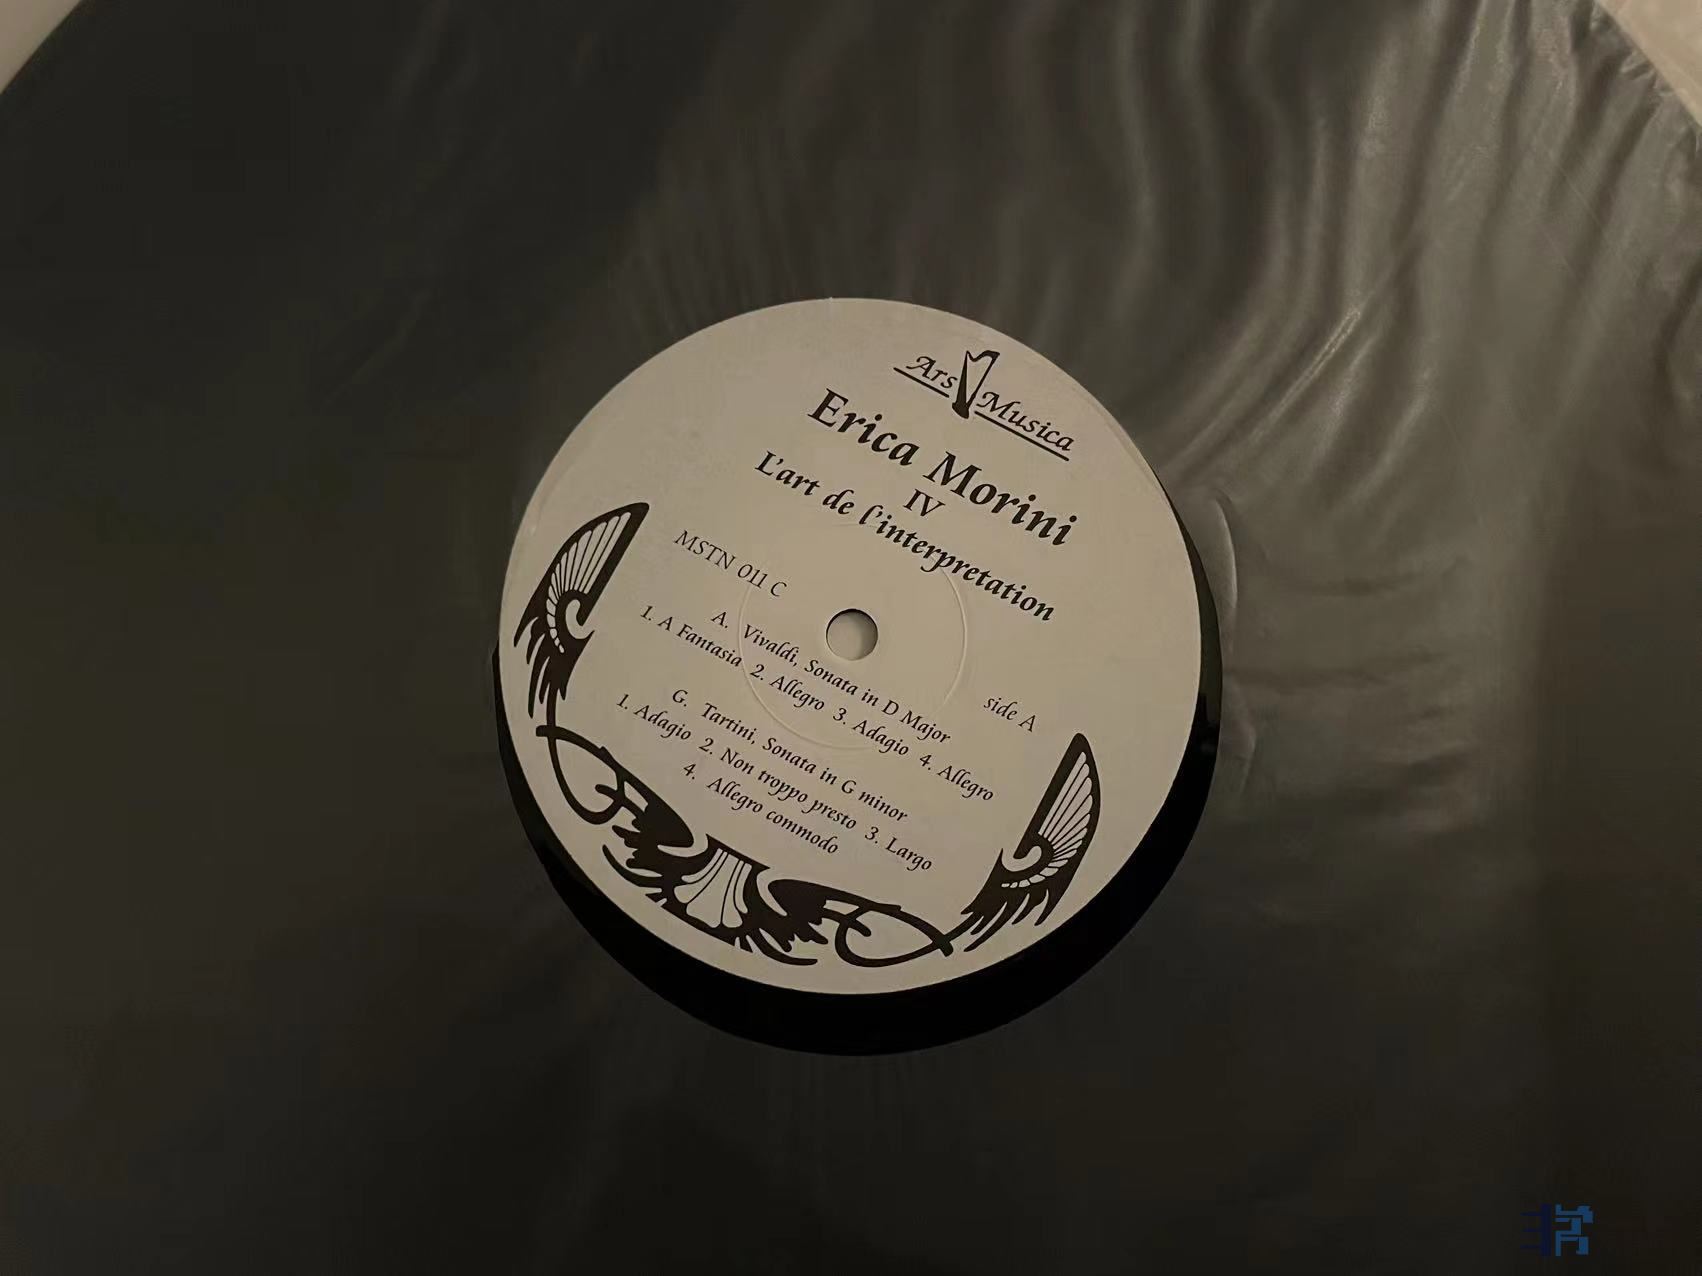 Ars Musica
Erica Morini
IV
L'art de l'interpretation
MSTN 011 C
side A
A. Vivaldi, Sonata in D Major
1. A Fantasia 2. Allegro 3. Adagio 4. Allegro
G. Tartini, Sonata in G minor
1. Adagio 2. Non troppo presto 3. Largo
4. Allegro commodo